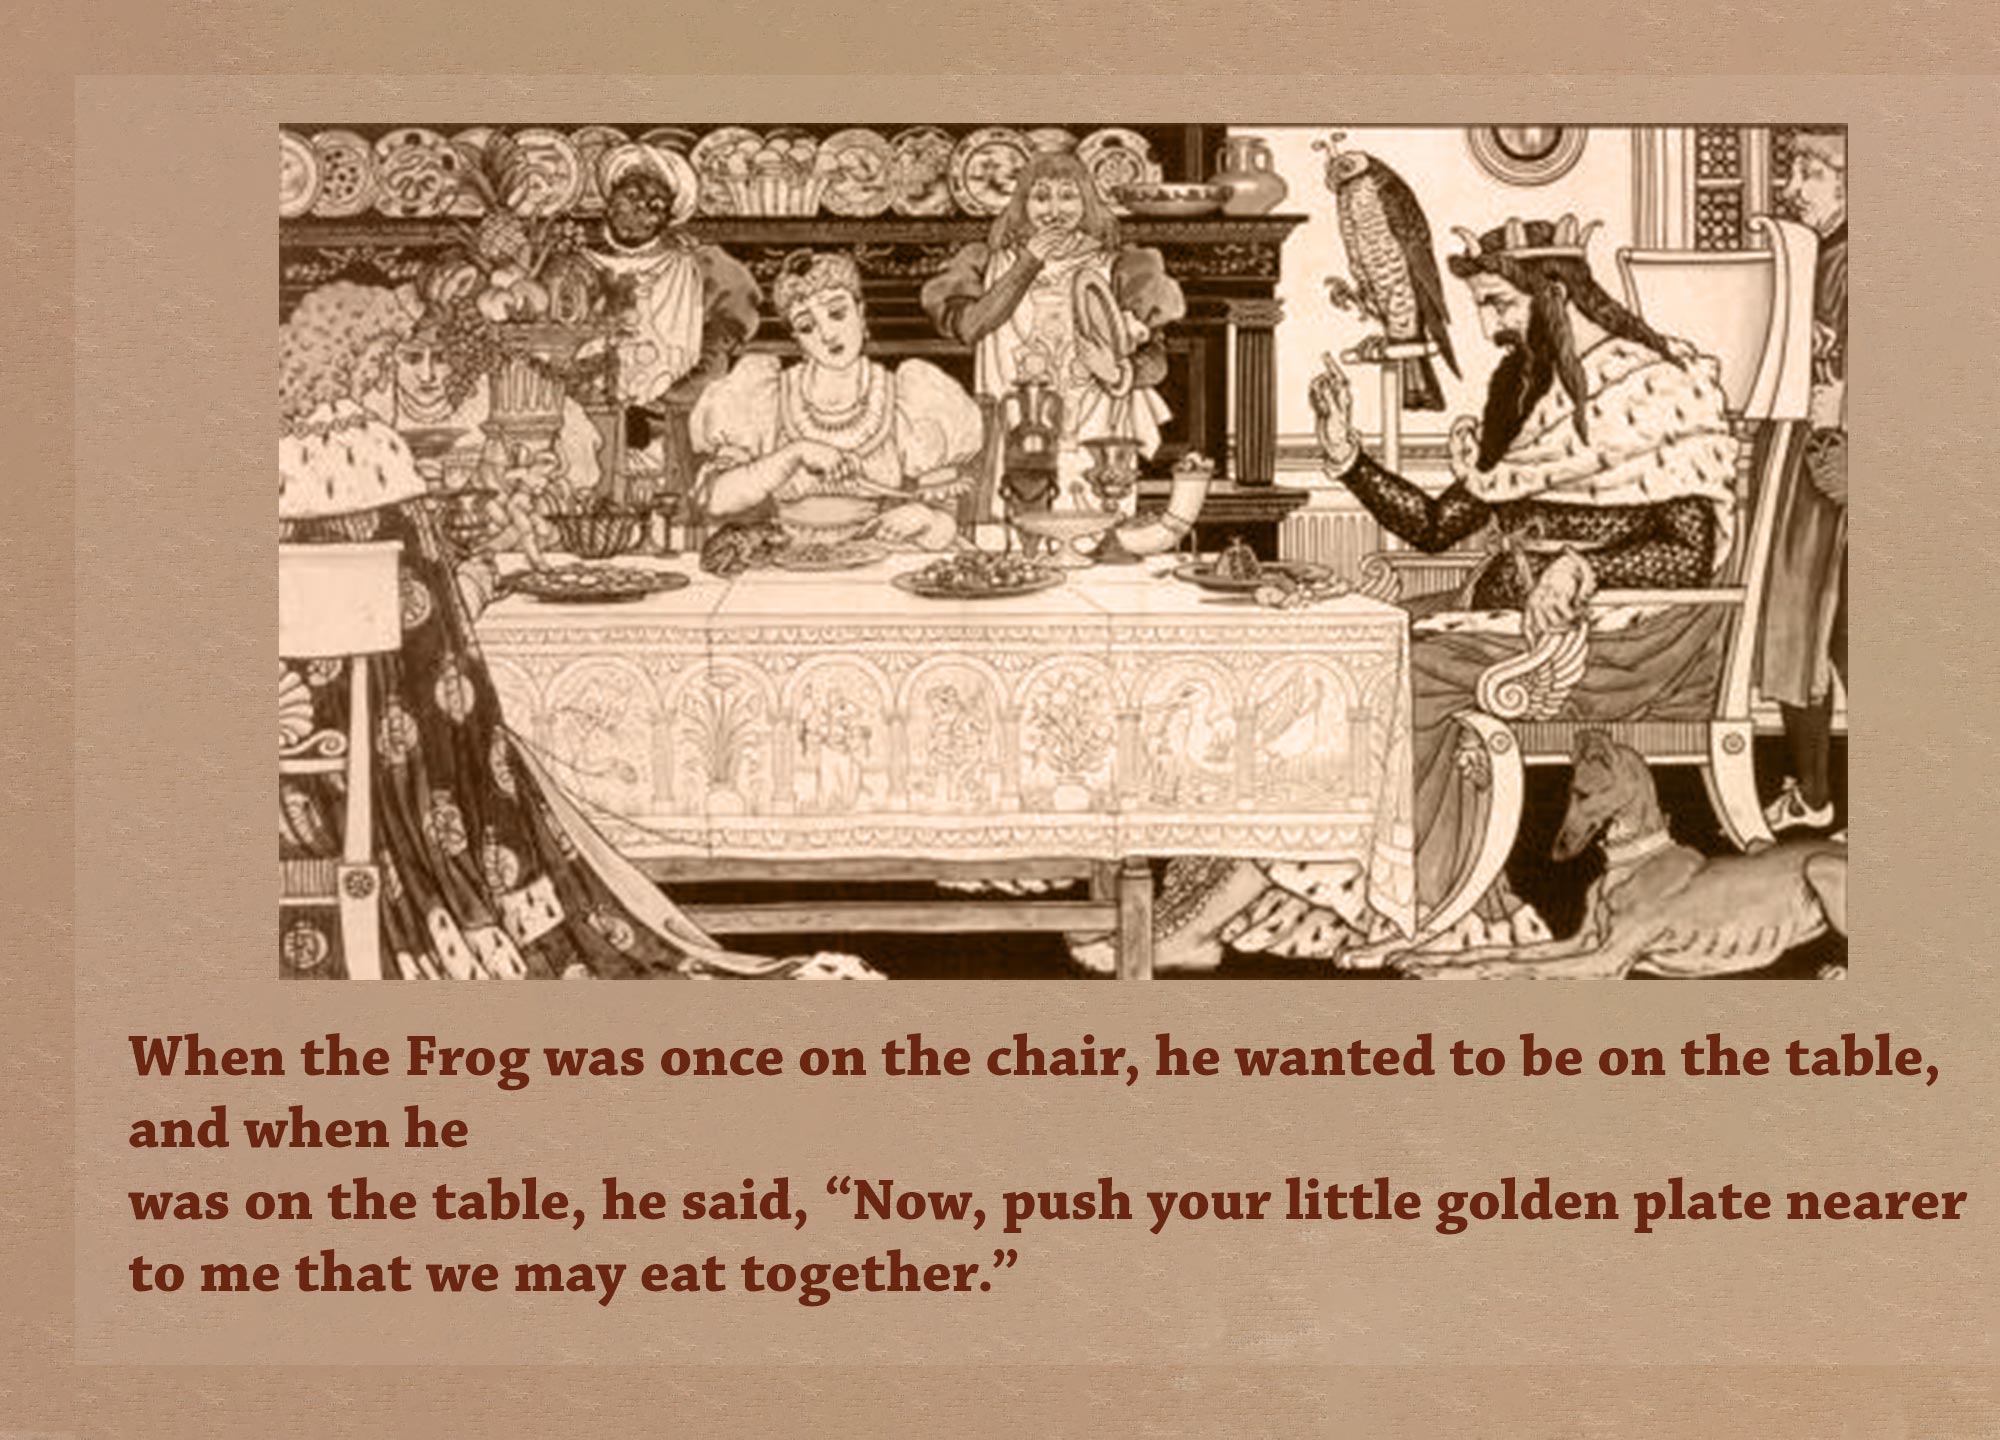 When the Frog was once on the chair, he wanted to be on the table,
and when he
was on the table, he said, “Now, push your little golden plate nearer
to me that we may eat together.”